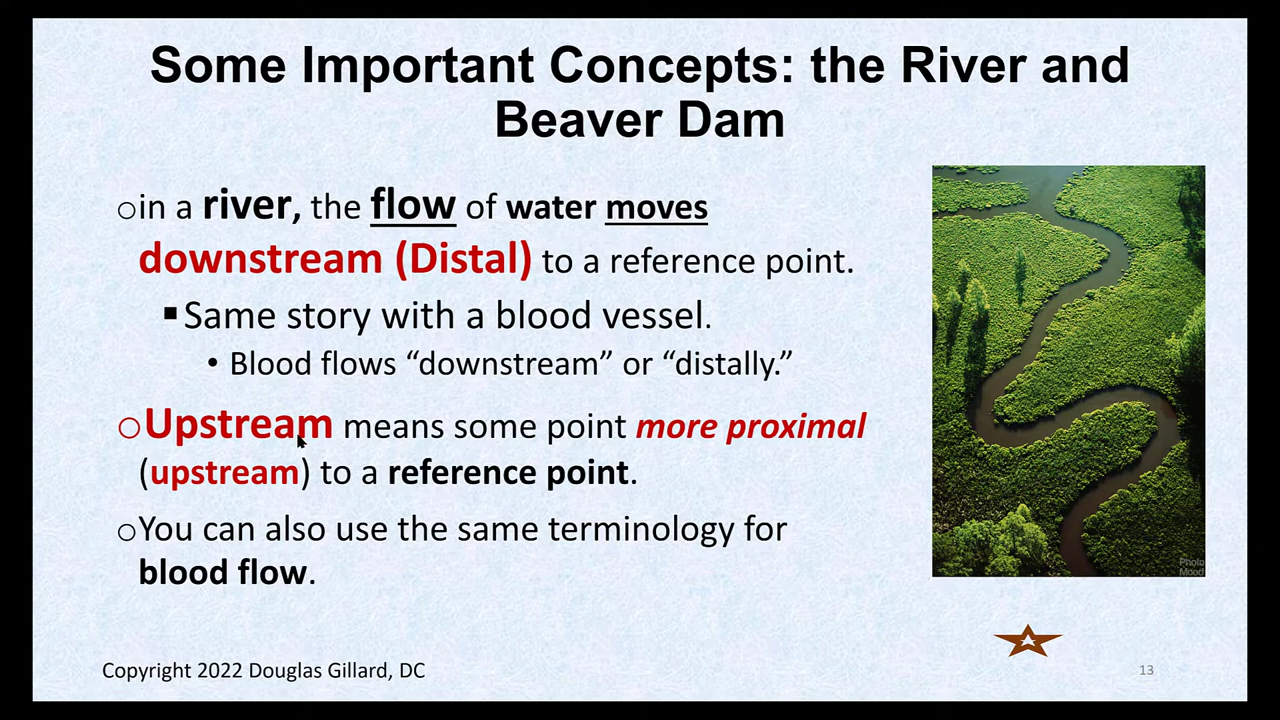 Some Important Concepts: the River and
Beaver Dam
○in a river, the flow of water moves
downstream (Distal) to a reference point.
▪Same story with a blood vessel.
• Blood flows “downstream” or “distally.”
○Upstream means some point more proximal
(upstream) to a reference point.
○You can also use the same terminology for
blood flow.
Photo
Mood
Copyright 2022 Douglas Gillard, DC
13